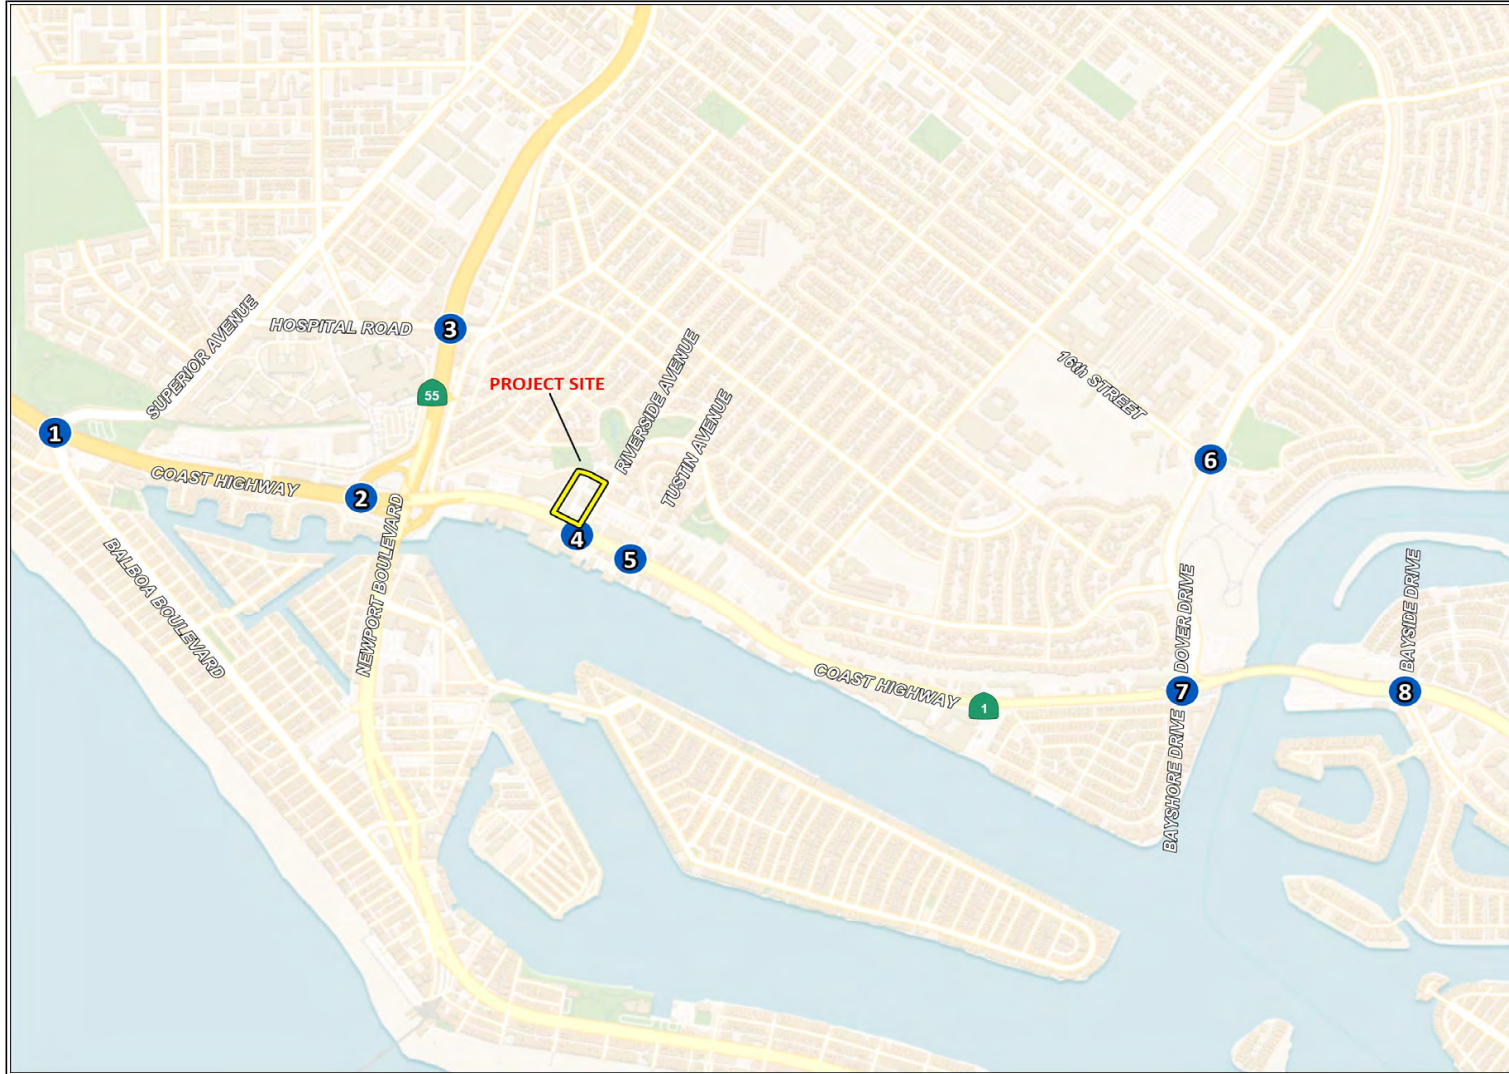 SUPERIOR AVENUE
HOSPITAL ROAD
3
PROJECT SITE
55
RIVERSIDE AVENUE
TUSTIN AVENUE
16th STREET
1
COAST HIGHWAY
2
6
4
5
NEWPORT BOULEVARD
BALBOA BOULEVARD
DOVER DRIVE
BAYSIDE DRIVE
COAST HIGHWAY
1
7
8
BAYSHORE DRIVE